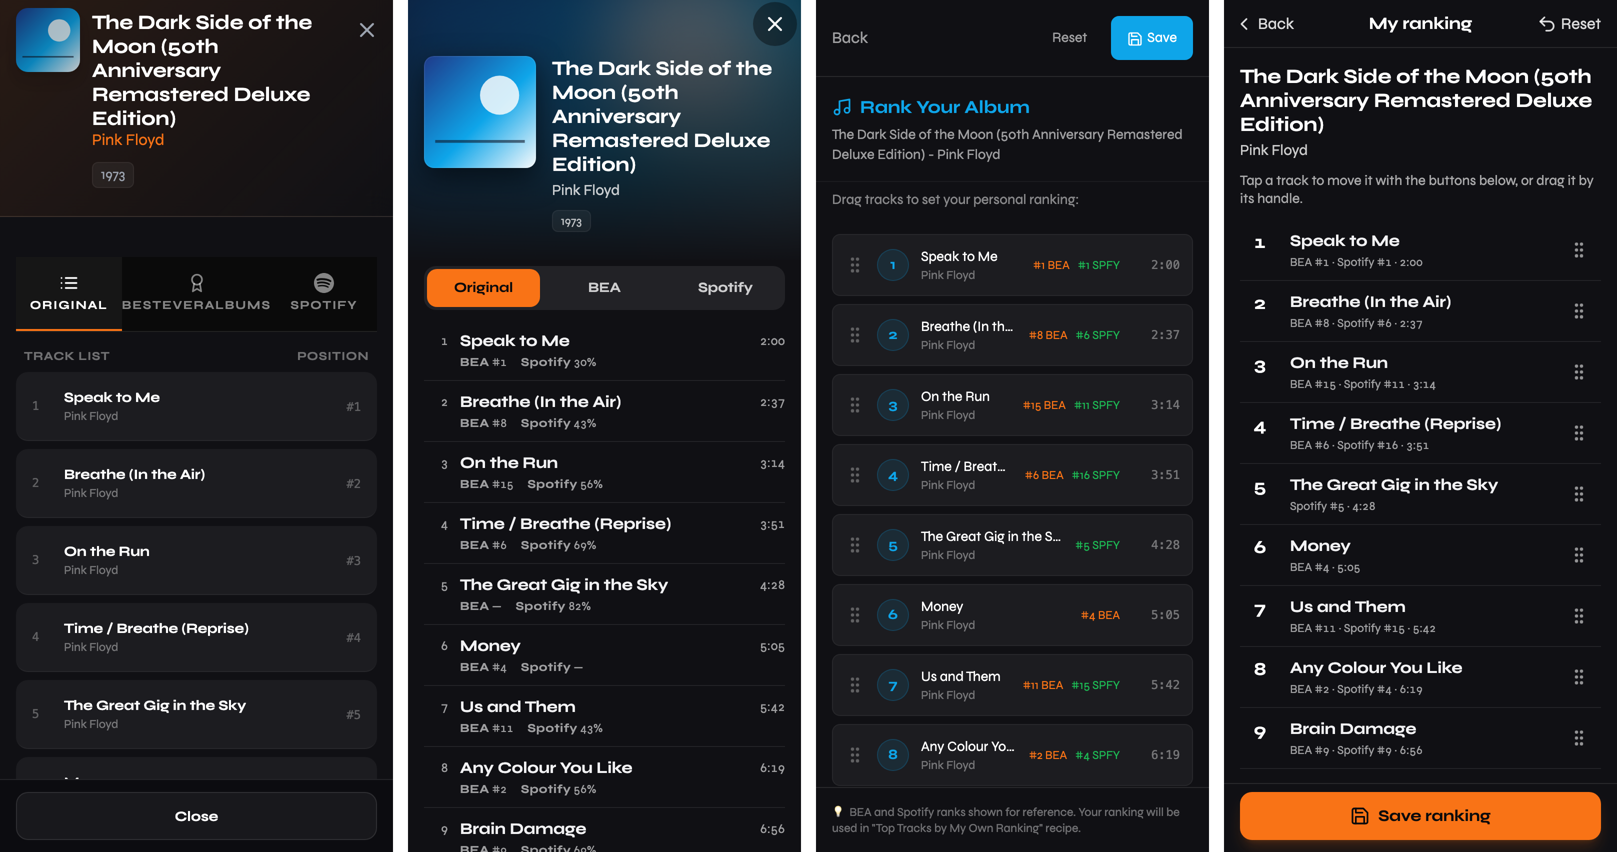 The Dark Side of the
Moon (50th
Anniversary
Remastered Deluxe
Edition)
Pink Floyd
1973
ORIGINAL
BESTEVERALBUMS
SPOTIFY
TRACK LIST
POSITION
1
Speak to Me
Pink Floyd
#1
2
Breathe (In the Air)
Pink Floyd
#2
3
On the Run
Pink Floyd
#3
4
Time / Breathe (Reprise)
Pink Floyd
#4
5
The Great Gig in the Sky
Pink Floyd
#5
Close
The Dark Side of the
Moon (50th
Anniversary
Remastered Deluxe
Edition)
Pink Floyd
1973
Original
BEA
Spotify
1 Speak to Me 2:00
BEA #1 Spotify 30%
2 Breathe (In the Air) 2:37
BEA #8 Spotify 43%
3 On the Run 3:14
BEA #15 Spotify 56%
4 Time / Breathe (Reprise) 3:51
BEA #6 Spotify 69%
5 The Great Gig in the Sky 4:28
BEA – Spotify 82%
6 Money 5:05
BEA #4 Spotify –
7 Us and Them 5:42
BEA #11 Spotify 43%
8 Any Colour You Like 6:19
BEA #2 Spotify 56%
9 Brain Damage 6:56
BEA #9 Spotify 69%
Back
Reset
Save
Rank Your Album
The Dark Side of the Moon (50th Anniversary Remastered
Deluxe Edition) - Pink Floyd
Drag tracks to set your personal ranking:
1 Speak to Me #1 BEA #1 SPFY 2:00
Pink Floyd
2 Breathe (In th... #8 BEA #6 SPFY 2:37
Pink Floyd
3 On the Run #15 BEA #11 SPFY 3:14
Pink Floyd
4 Time / Breat... #6 BEA #16 SPFY 3:51
Pink Floyd
5 The Great Gig in the S... #5 SPFY 4:28
Pink Floyd
6 Money #4 BEA 5:05
Pink Floyd
7 Us and Them #11 BEA #15 SPFY 5:42
Pink Floyd
8 Any Colour Yo... #2 BEA #4 SPFY 6:19
Pink Floyd
BEA and Spotify ranks shown for reference. Your ranking will be
used in "Top Tracks by My Own Ranking" recipe.
Back
My ranking
Reset
The Dark Side of the Moon (50th
Anniversary Remastered Deluxe
Edition)
Pink Floyd
Tap a track to move it with the buttons below, or drag it by
its handle.
1 Speak to Me
BEA #1 · Spotify #1 · 2:00
2 Breathe (In the Air)
BEA #8 · Spotify #6 · 2:37
3 On the Run
BEA #15 · Spotify #11 · 3:14
4 Time / Breathe (Reprise)
BEA #6 · Spotify #16 · 3:51
5 The Great Gig in the Sky
Spotify #5 · 4:28
6 Money
BEA #4 · 5:05
7 Us and Them
BEA #11 · Spotify #15 · 5:42
8 Any Colour You Like
BEA #2 · Spotify #4 · 6:19
9 Brain Damage
BEA #9 · Spotify #9 · 6:56
Save ranking